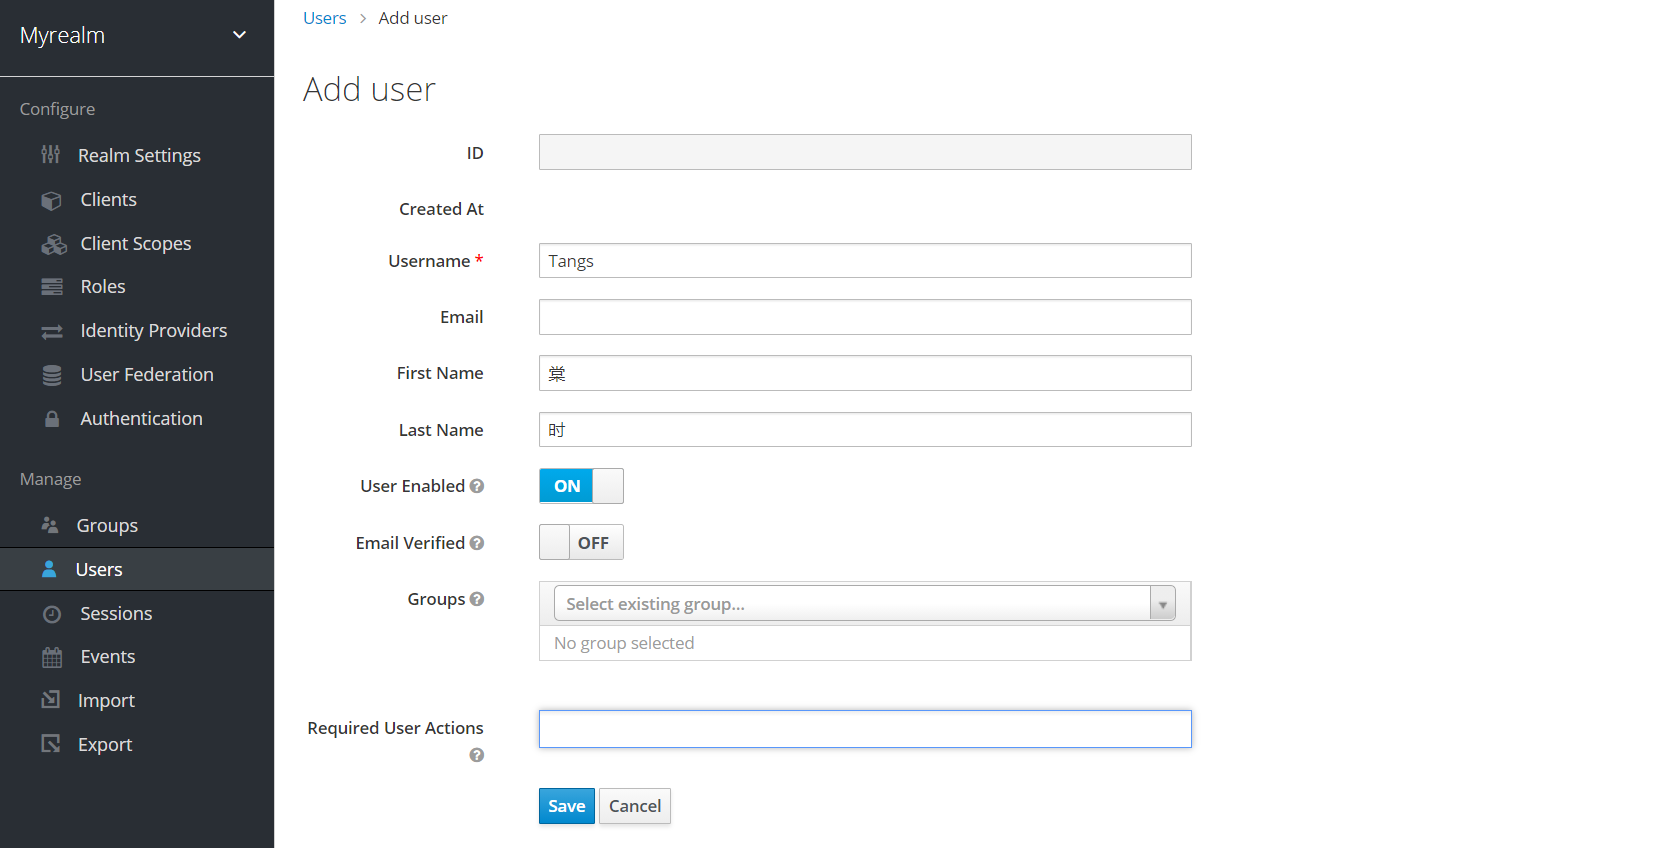 Myrealm
Configure
Realm Settings
Clients
Client Scopes
Roles
Identity Providers
User Federation
Authentication
Manage
Groups
Users
Sessions
Events
Import
Export
Users > Add user
Add user
ID
Created At
Username * Tangs
Email
First Name 棠
Last Name 时
User Enabled ? ON
Email Verified ? OFF
Groups ? Select existing group...
No group selected
Required User Actions
?
Save Cancel